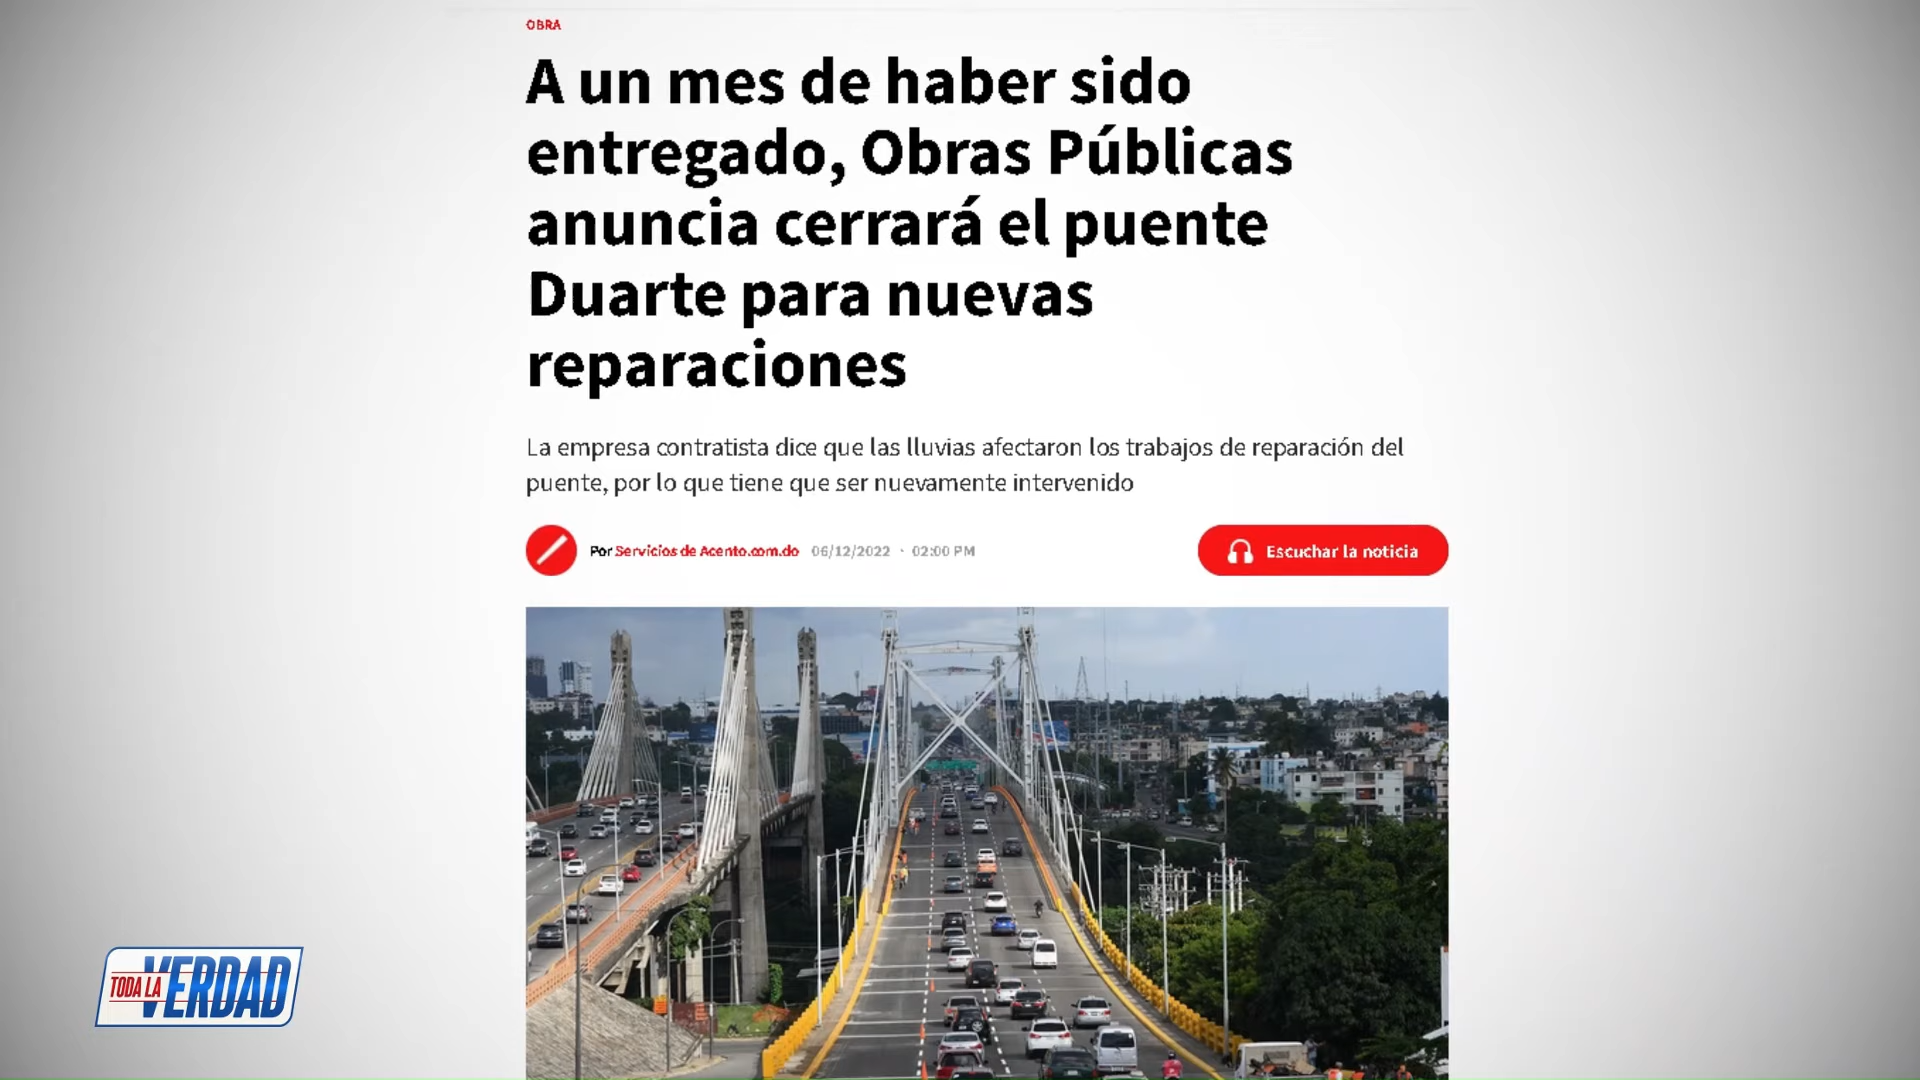 OBRA
A un mes de haber sido
entregado, Obras Públicas
anuncia cerrará el puente
Duarte para nuevas
reparaciones
La empresa contratista dice que las lluvias afectaron los trabajos de reparación del
puente, por lo que tiene que ser nuevamente intervenido
Por Servicios de Acento.com.do 06/12/2022 · 02:00 PM
Escuchar la noticia
TODA LA VERDAD